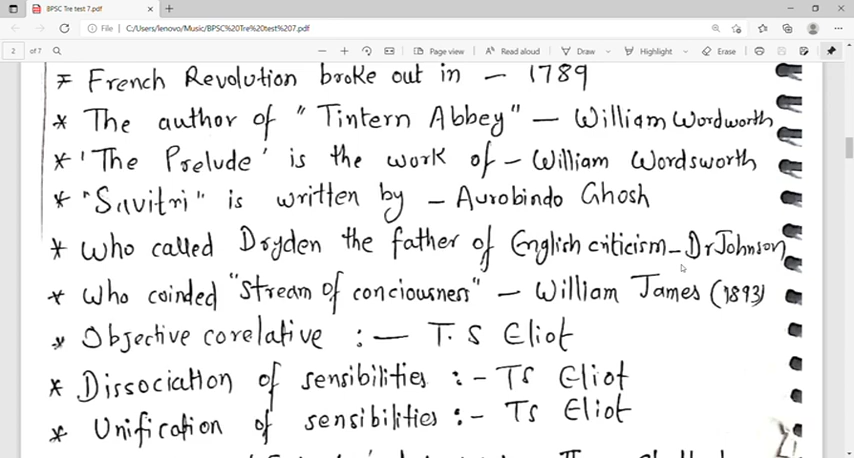 BPSC Tre test 7.pdf
File C:/Users/lenovo/Music/BPSC%20Tre%20test%207.pdf
2 of 7 Page view Read aloud Draw Highlight Erase
French Revolution broke out in – 1789
* The author of "Tintern Abbey" – William Wordworth
* 'The Prelude' is the work of – William Wordsworth
* "Savitri" is written by – Aurobindo Ghosh
* Who called Dryden the father of English criticism – Dr Johnson
* Who coinded "Stream of conciousness" – William James (1893)
* Objective corelative :– T.S Eliot
* Dissociation of sensibilities :– TS Eliot
* Unification of sensibilities :– TS Eliot